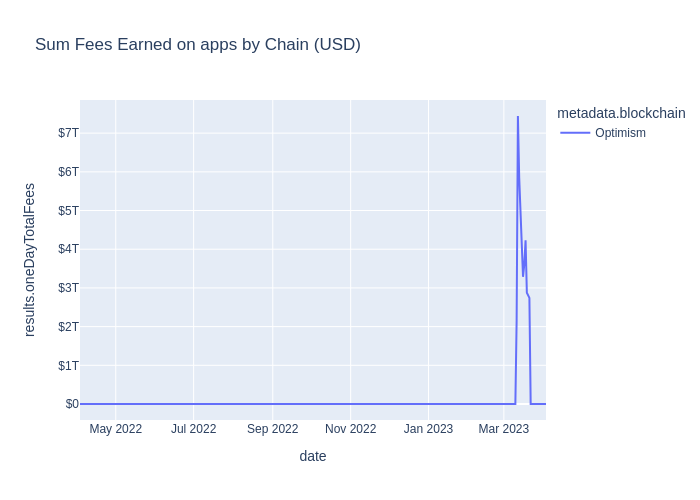 Sum Fees Earned on apps by Chain (USD)
metadata.blockchain
Optimism
results.oneDayTotalFees
$7T
$6T
$5T
$4T
$3T
$2T
$1T
$0
May 2022
Jul 2022
Sep 2022
Nov 2022
Jan 2023
Mar 2023
date